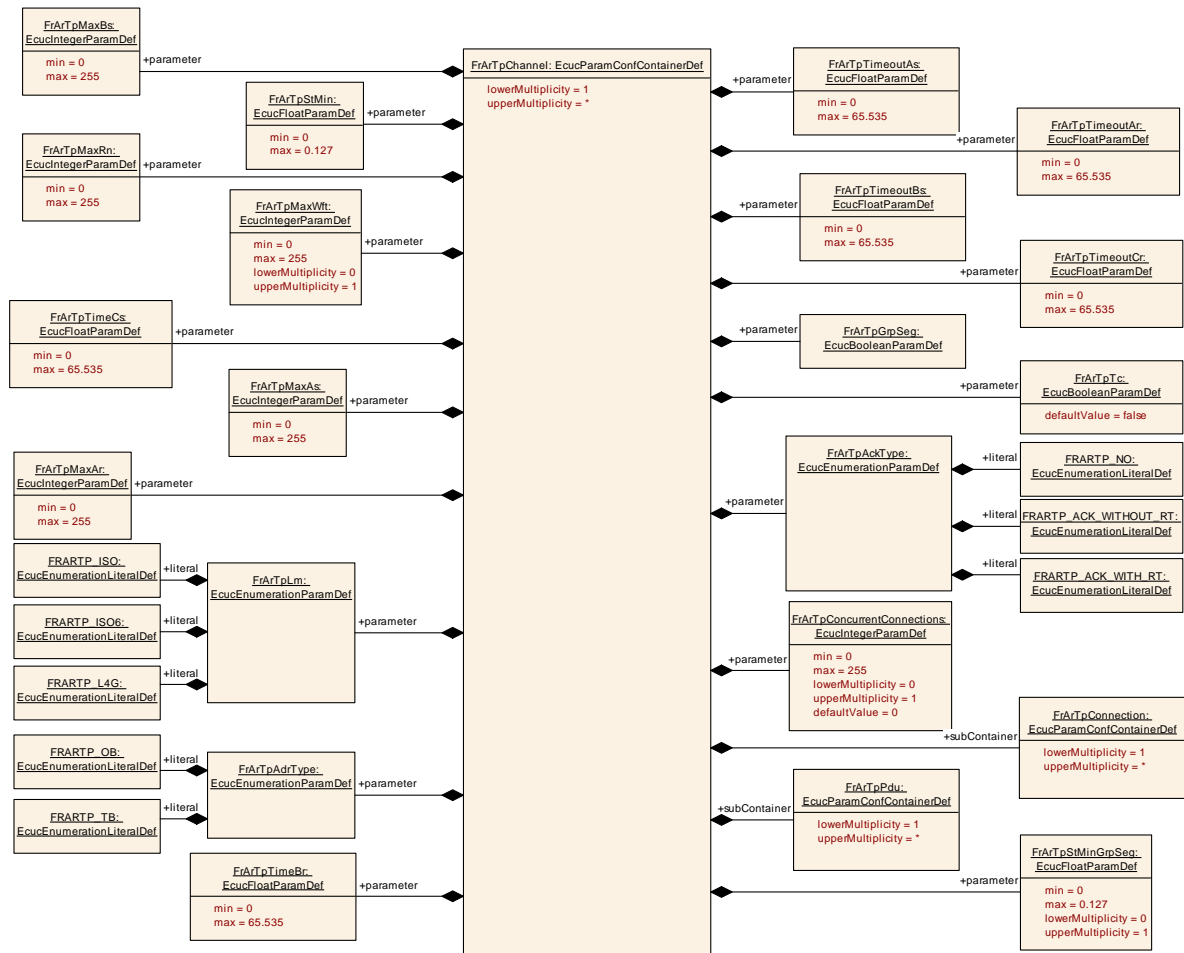 FrArTpMaxBs:
EcucIntegerParamDef
min = 0
max = 255
+parameter
FrArTpStMin:
EcucFloatParamDef
min = 0
max = 0.127
+parameter
FrArTpMaxRn:
EcucIntegerParamDef
min = 0
max = 255
+parameter
FrArTpMaxWft:
EcucIntegerParamDef
min = 0
max = 255
lowerMultiplicity = 0
upperMultiplicity = 1
+parameter
FrArTpTimeCs:
EcucFloatParamDef
min = 0
max = 65.535
+parameter
FrArTpMaxAs:
EcucIntegerParamDef
min = 0
max = 255
+parameter
FrArTpMaxAr:
EcucIntegerParamDef
min = 0
max = 255
+parameter
FRARTP_ISO:
EcucEnumerationLiteralDef
+literal
FRARTP_ISO6:
EcucEnumerationLiteralDef
+literal
FRARTP_L4G:
EcucEnumerationLiteralDef
+literal
FrArTpLm:
EcucEnumerationParamDef
+parameter
FRARTP_OB:
EcucEnumerationLiteralDef
+literal
FRARTP_TB:
EcucEnumerationLiteralDef
+literal
FrArTpAdrType:
EcucEnumerationParamDef
+parameter
FrArTpTimeBr:
EcucFloatParamDef
min = 0
max = 65.535
+parameter
FrArTpChannel: EcucParamConfContainerDef
lowerMultiplicity = 1
upperMultiplicity = *
+parameter
FrArTpTimeoutAs:
EcucFloatParamDef
min = 0
max = 65.535
+parameter
FrArTpTimeoutAr:
EcucFloatParamDef
min = 0
max = 65.535
+parameter
FrArTpTimeoutBs:
EcucFloatParamDef
min = 0
max = 65.535
+parameter
FrArTpTimeoutCr:
EcucFloatParamDef
min = 0
max = 65.535
+parameter
FrArTpGrpSeg:
EcucBooleanParamDef
+parameter
FrArTpTc:
EcucBooleanParamDef
defaultValue = false
+parameter
FrArTpAckType:
EcucEnumerationParamDef
+literal
FRARTP_NO:
EcucEnumerationLiteralDef
+literal
FRARTP_ACK_WITHOUT_RT:
EcucEnumerationLiteralDef
+literal
FRARTP_ACK_WITH_RT:
EcucEnumerationLiteralDef
+parameter
FrArTpConcurrentConnections:
EcucIntegerParamDef
min = 0
max = 255
lowerMultiplicity = 0
upperMultiplicity = 1
defaultValue = 0
+subContainer
FrArTpConnection:
EcucParamConfContainerDef
lowerMultiplicity = 1
upperMultiplicity = *
+subContainer
FrArTpPdu:
EcucParamConfContainerDef
lowerMultiplicity = 1
upperMultiplicity = *
+parameter
FrArTpStMinGrpSeg:
EcucFloatParamDef
min = 0
max = 0.127
lowerMultiplicity = 0
upperMultiplicity = 1